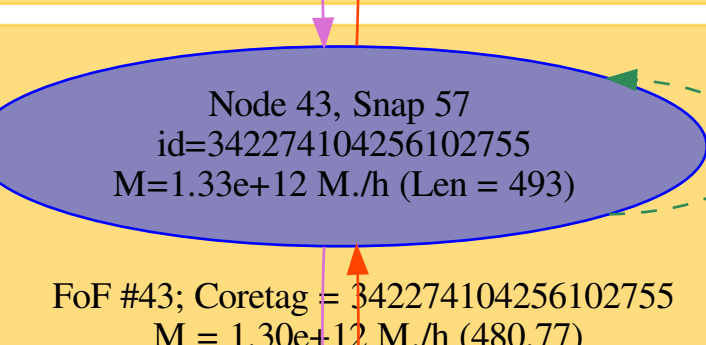 Node 43, Snap 57
id=342274104256102755
M=1.33e+12 M./h (Len = 493)
FoF #43; Coretag = 342274104256102755
M = 1.30e+12 M./h (480.77)